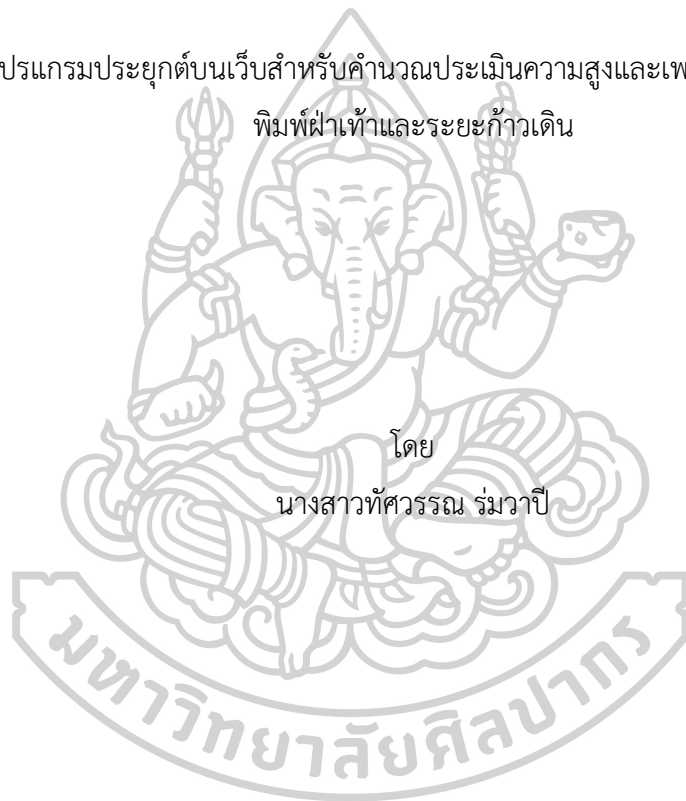 ปรแกรมประยุกต์บนเว็บสำหรับคำนวณประเมินความสูงและเพ
พิมพ์ฝ่าเท้าและระยะก้าวเดิน
โดย
นางสาวทัศวรรณ ร่มวาปี
มหาวิทยาลัยศิลปากร